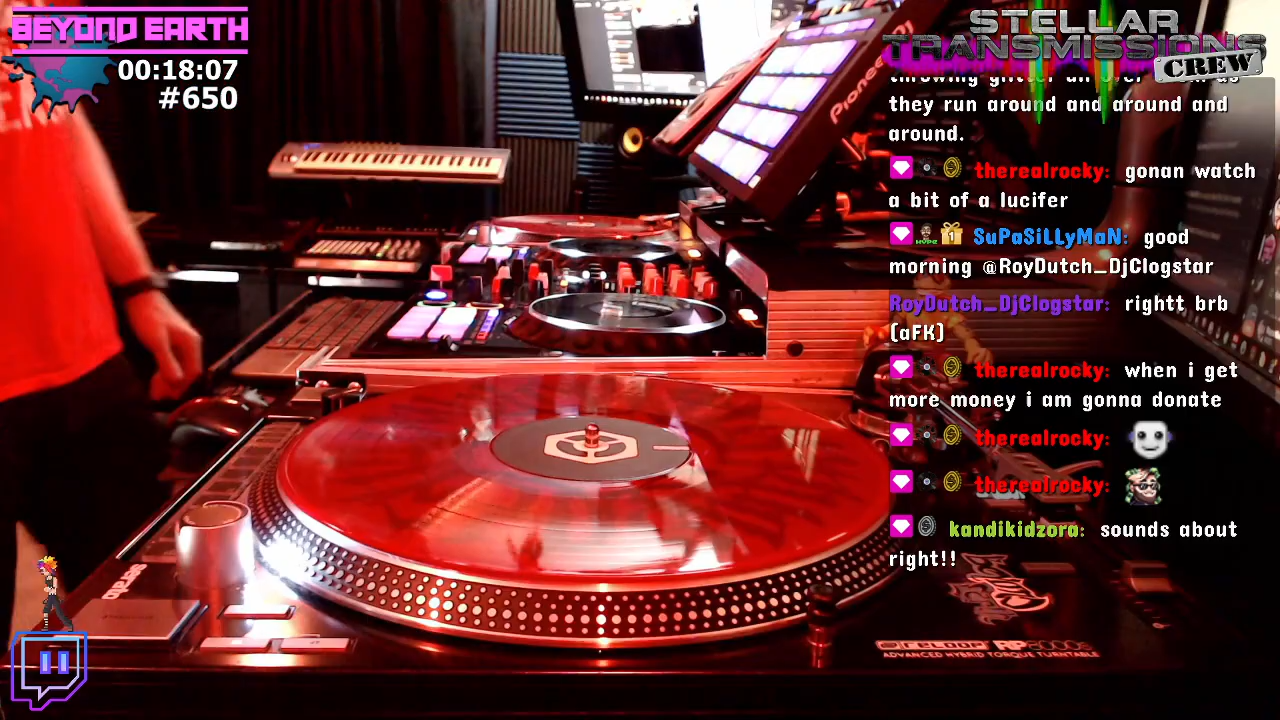 BEYOND EARTH
00:18:07
#650
STELLAR
TRANSMISSIONS
CREW
they run around and around and
around.
therealrocky: gonan watch
a bit of a lucifer
SuPaSiLLyMaN: good
morning @RoyDutch_DjClogstar
RoyDutch_DjClogstar: rightt brb
(aFK)
therealrocky: when i get
more money i am gonna donate
therealrocky:
therealrocky:
kandikidzora: sounds about
right!!
Pioneer DJ
serato
reloop RP 8000
ADVANCED HYBRID TORQUE TURNTABLE